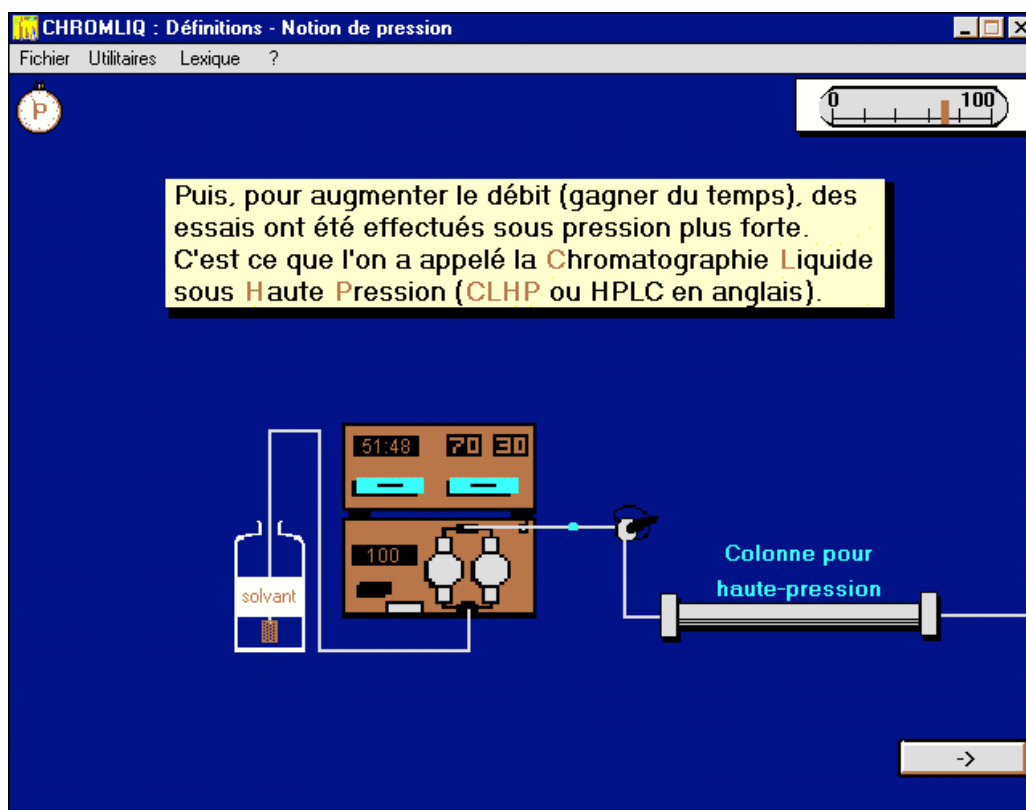 CHROMLIQ : Définitions - Notion de pression
Fichier Utilitaires Lexique ?
P
0 100
Puis, pour augmenter le débit (gagner du temps), des
essais ont été effectués sous pression plus forte.
C'est ce que l'on a appelé la Chromatographie Liquide
sous Haute Pression (CLHP ou HPLC en anglais).
51:48 70 30
100
solvant
Colonne pour
haute-pression
->